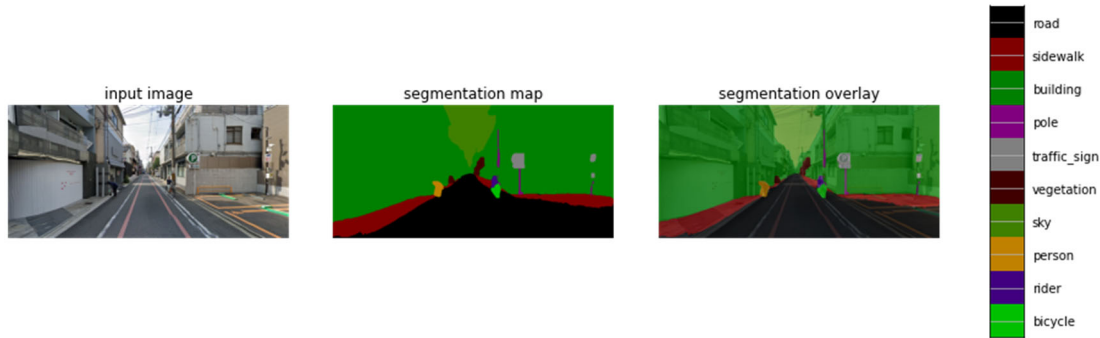 input image
segmentation map
segmentation overlay
road
sidewalk
building
pole
traffic_sign
vegetation
sky
person
rider
bicycle